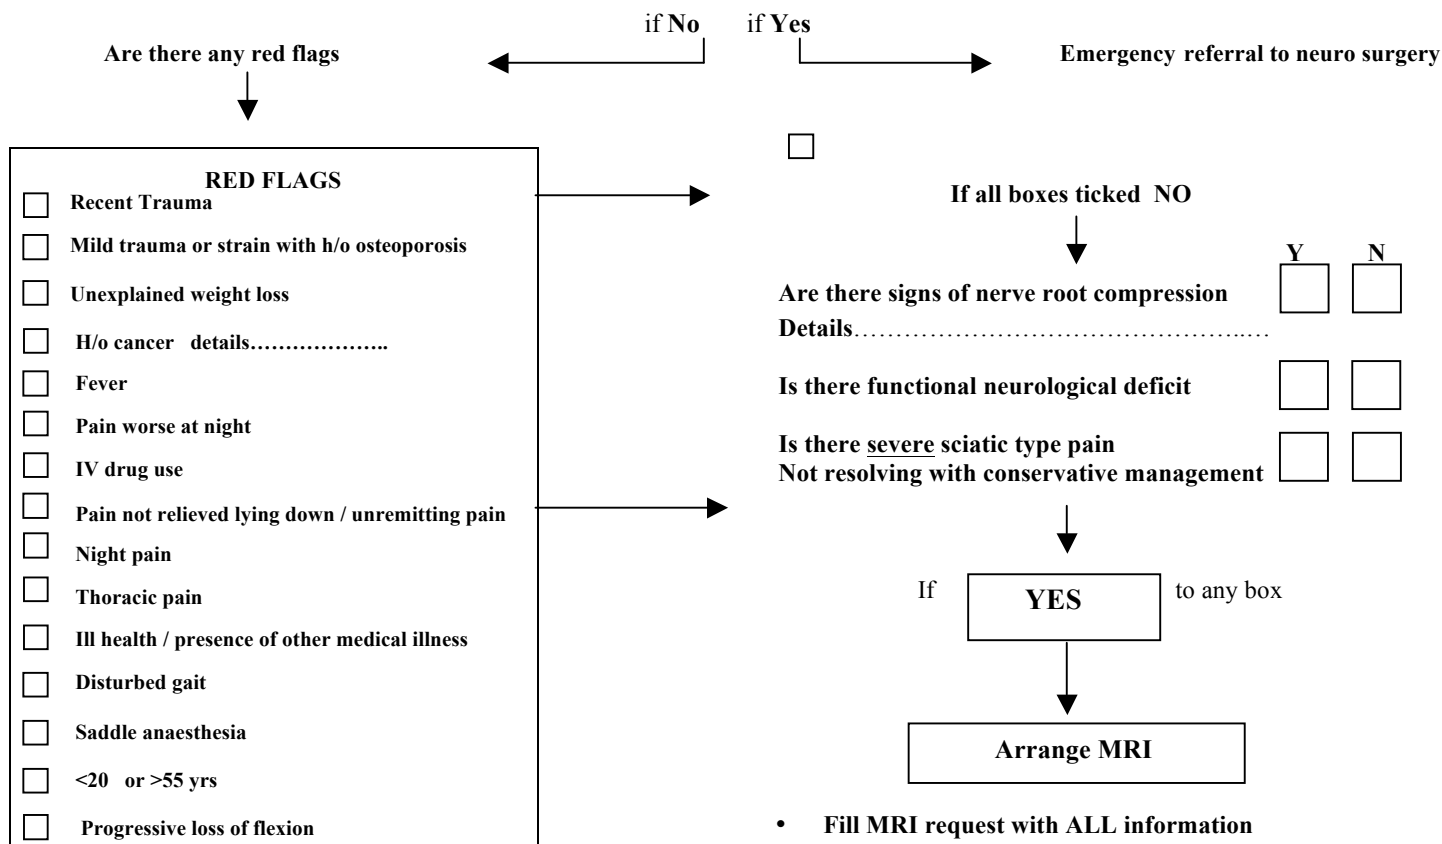 if No if Yes
Are there any red flags
Emergency referral to neuro surgery
RED FLAGS
Recent Trauma
Mild trauma or strain with h/o osteoporosis
Unexplained weight loss
H/o cancer details………………..
Fever
Pain worse at night
IV drug use
Pain not relieved lying down / unremitting pain
Night pain
Thoracic pain
Ill health / presence of other medical illness
Disturbed gait
Saddle anaesthesia
<20 or >55 yrs
Progressive loss of flexion
If all boxes ticked NO
Y N
Are there signs of nerve root compression
Details……………………………………………..…
Is there functional neurological deficit
Is there severe sciatic type pain
Not resolving with conservative management
If YES to any box
Arrange MRI
• Fill MRI request with ALL information